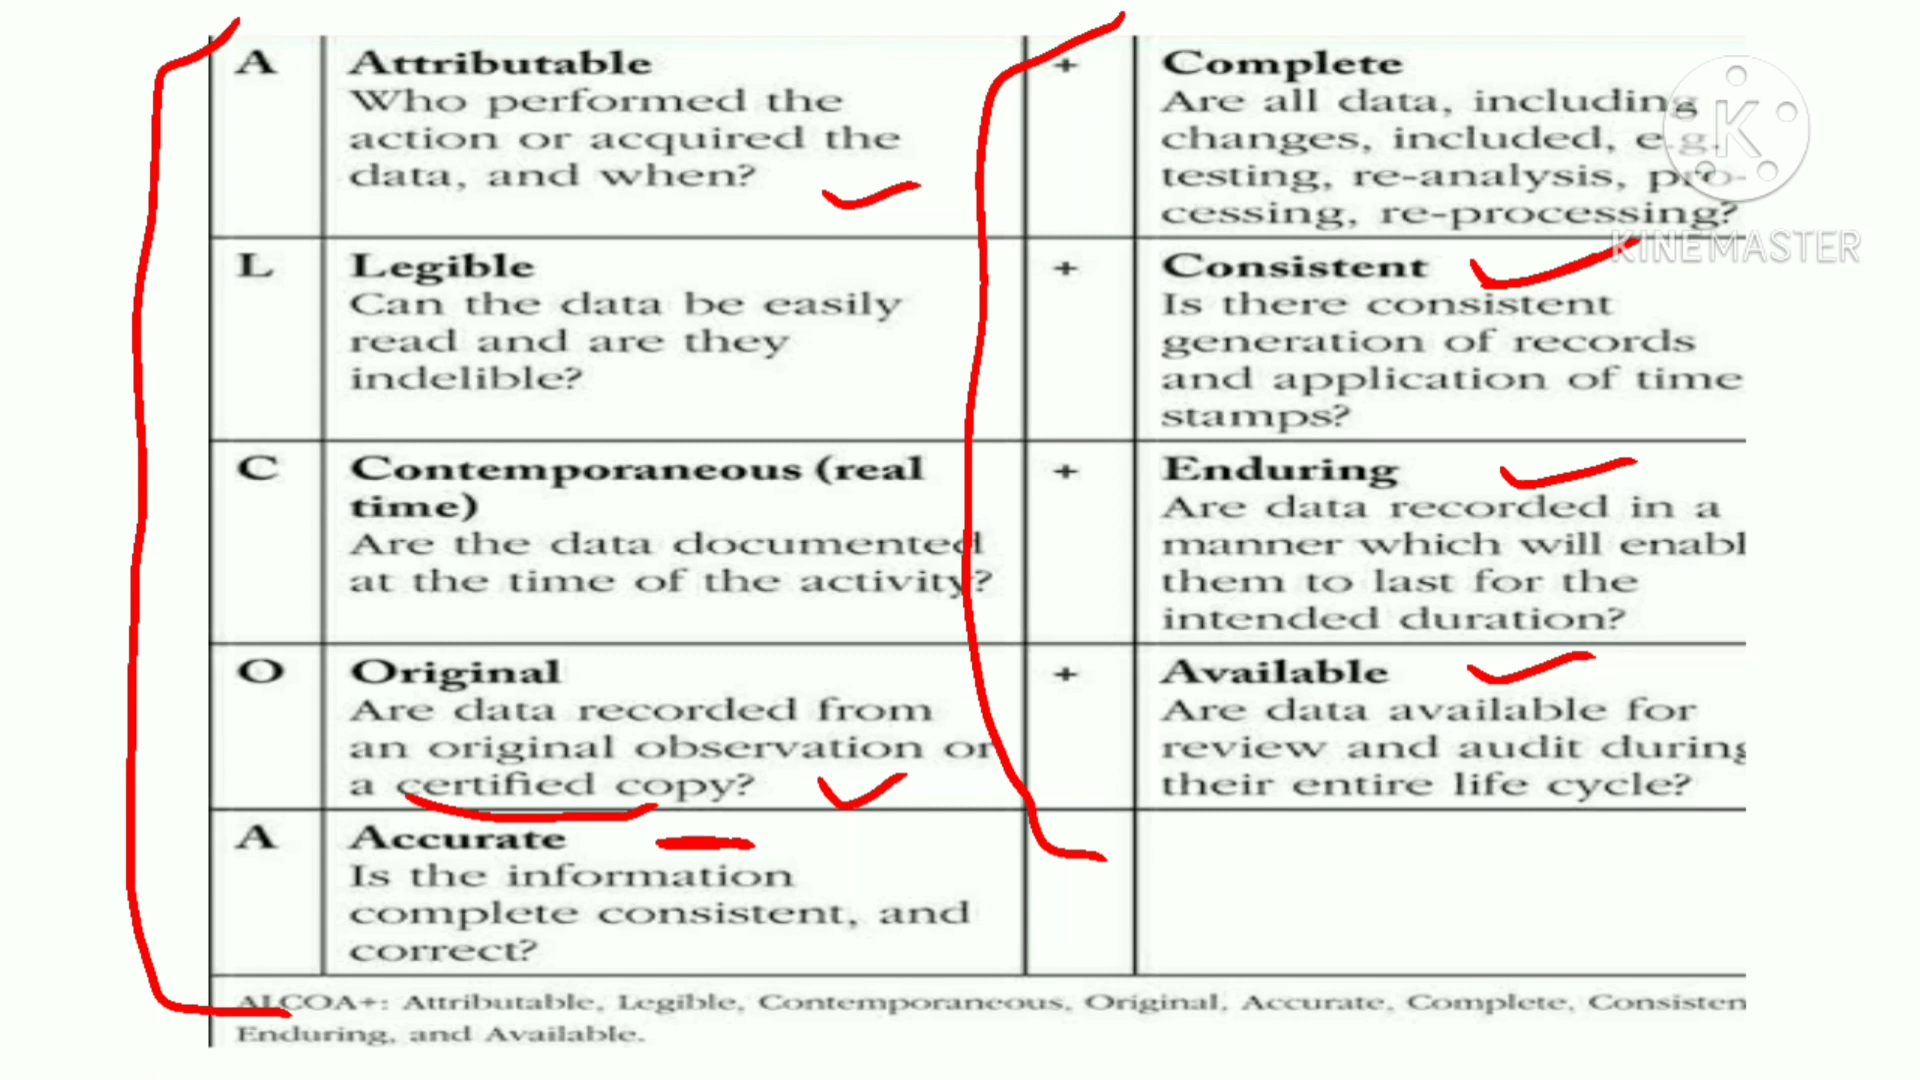 A
Attributable
Who performed the
action or acquired the
data, and when?
+
Complete
Are all data, including
changes, included, e.g.
testing, re-analysis, pro-
cessing, re-processing?
L
Legible
Can the data be easily
read and are they
indelible?
+
Consistent
Is there consistent
generation of records
and application of time
stamps?
C
Contemporaneous (real
time)
Are the data documented
at the time of the activity?
+
Enduring
Are data recorded in a
manner which will enabl
them to last for the
intended duration?
O
Original
Are data recorded from
an original observation or
a certified copy?
+
Available
Are data available for
review and audit during
their entire life cycle?
A
Accurate
Is the information
complete consistent, and
correct?
ALCOA+: Attributable, Legible, Contemporaneous, Original, Accurate, Complete, Consisten
Enduring, and Available.
K
KINEMASTER